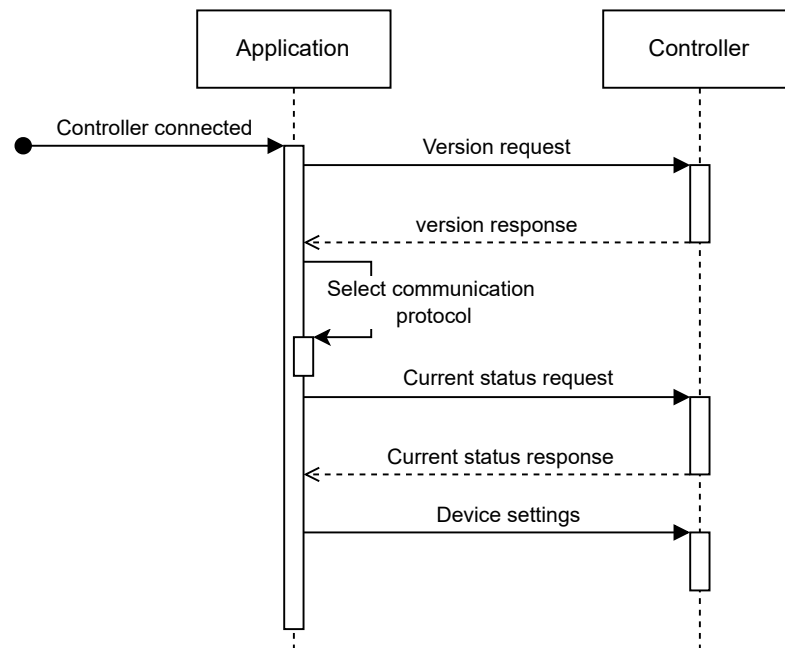 Application
Controller
Controller connected
Version request
version response
Select communication
protocol
Current status request
Current status response
Device settings